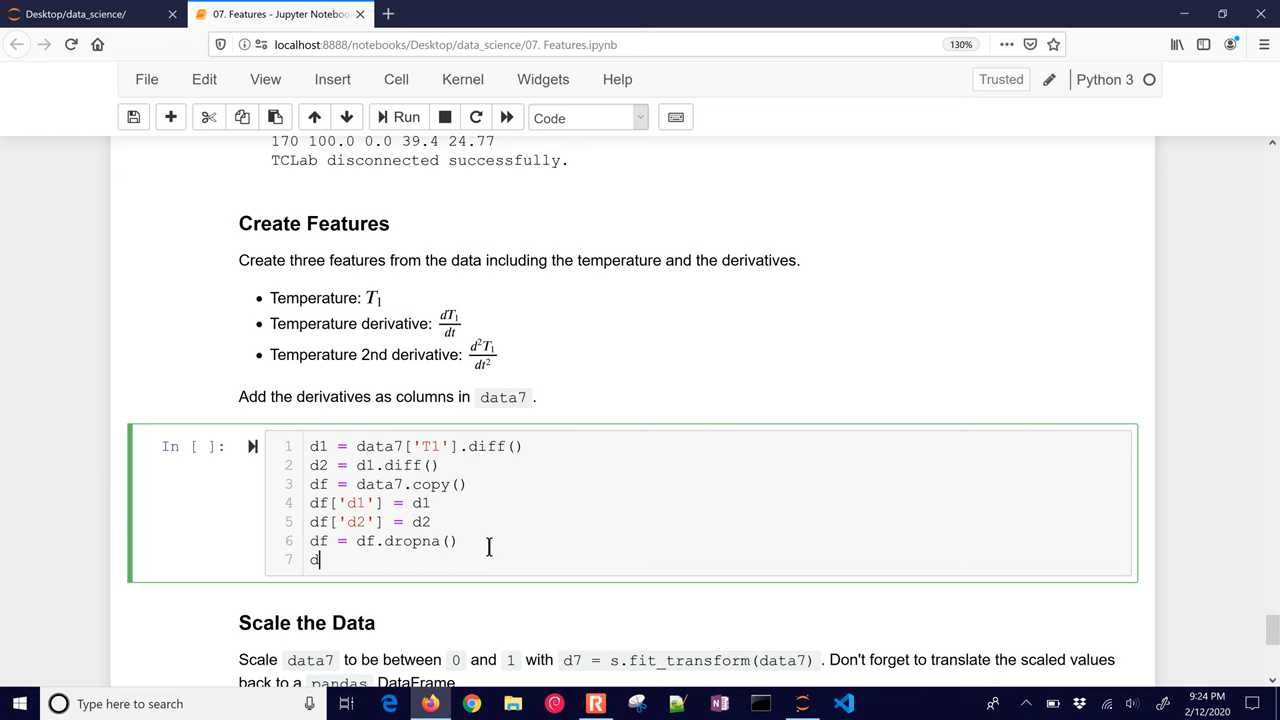 Desktop/data_science/
07. Features - Jupyter Notebook
localhost:8888/notebooks/Desktop/data_science/07. Features.ipynb
130%
File Edit View Insert Cell Kernel Widgets Help
Trusted
Python 3
Run
Code
170 100.0 0.0 39.4 24.77
TCLab disconnected successfully.
Create Features
Create three features from the data including the temperature and the derivatives.
• Temperature: T₁
• Temperature derivative: dT₁/dt
• Temperature 2nd derivative: d²T₁/dt²
Add the derivatives as columns in data7 .
In [ ]:
1 d1 = data7['T1'].diff()
2 d2 = d1.diff()
3 df = data7.copy()
4 df['d1'] = d1
5 df['d2'] = d2
6 df = df.dropna()
7 d
Scale the Data
Scale data7 to be between 0 and 1 with d7 = s.fit_transform(data7) . Don't forget to translate the scaled values
back to a pandas DataFrame
Type here to search
9:24 PM
2/12/2020